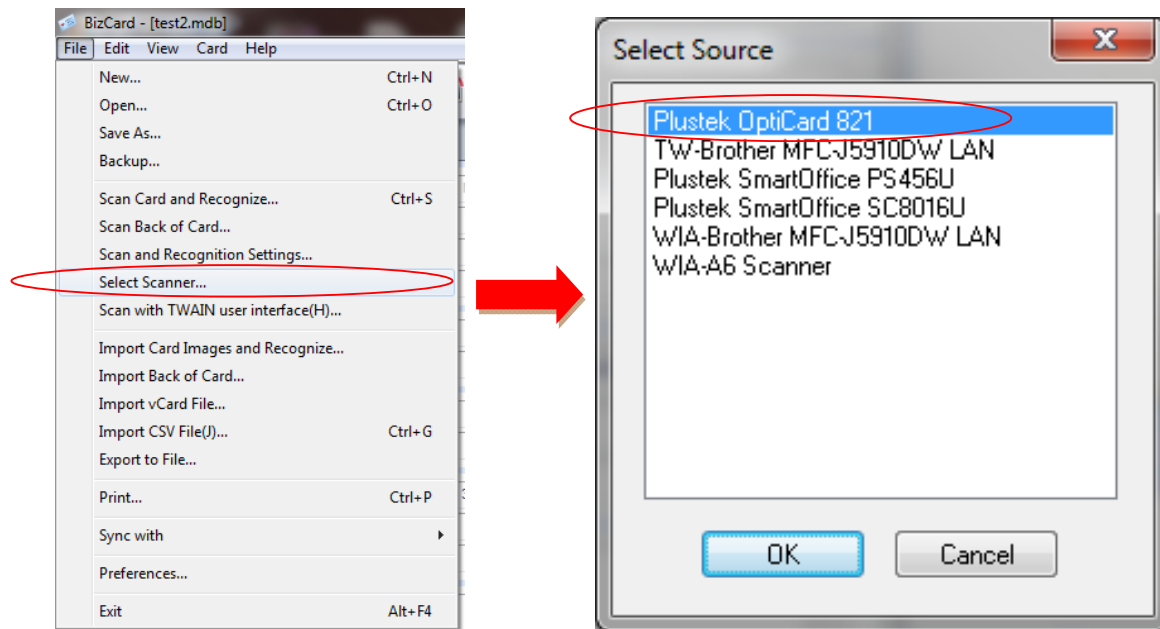 BizCard - [test2.mdb]
File Edit View Card Help
New... Ctrl+N
Open... Ctrl+O
Save As...
Backup...
Scan Card and Recognize... Ctrl+S
Scan Back of Card...
Scan and Recognition Settings...
Select Scanner...
Scan with TWAIN user interface(H)...
Import Card Images and Recognize...
Import Back of Card...
Import vCard File...
Import CSV File(J)... Ctrl+G
Export to File...
Print... Ctrl+P
Sync with
Preferences...
Exit Alt+F4
Select Source
Plustek OptiCard 821
TW-Brother MFC-J5910DW LAN
Plustek SmartOffice PS456U
Plustek SmartOffice SC8016U
WIA-Brother MFC-J5910DW LAN
WIA-A6 Scanner
OK Cancel